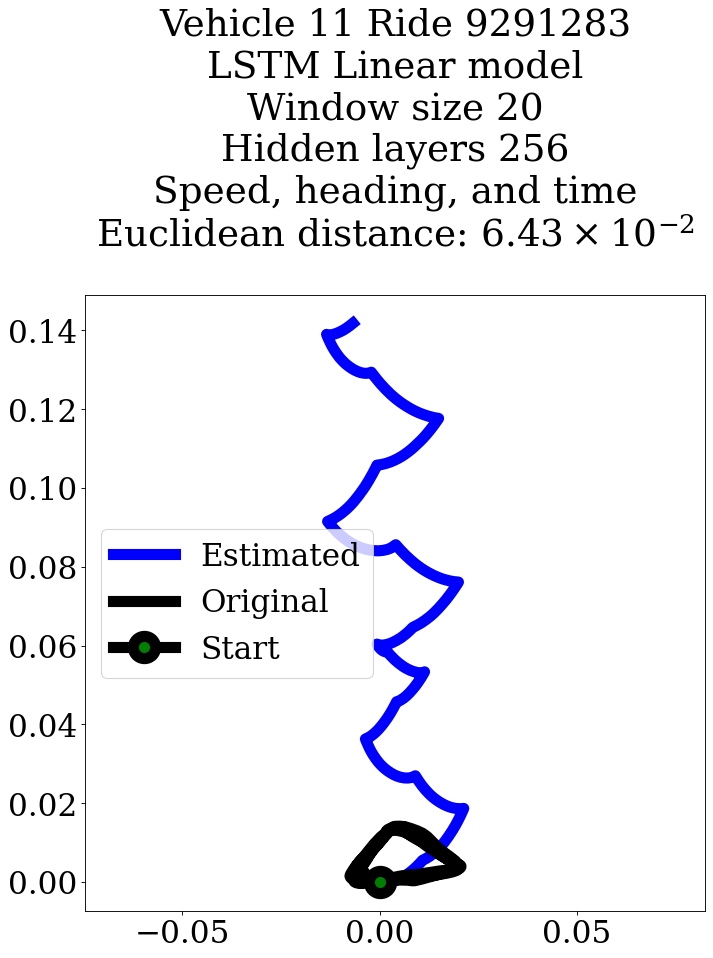 Vehicle 11 Ride 9291283
LSTM Linear model
Window size 20
Hidden layers 256
Speed, heading, and time
Euclidean distance: 6.43 × 10⁻²
0.14
0.12
0.10
0.08
0.06
0.04
0.02
0.00
Estimated
Original
Start
−0.05
0.00
0.05